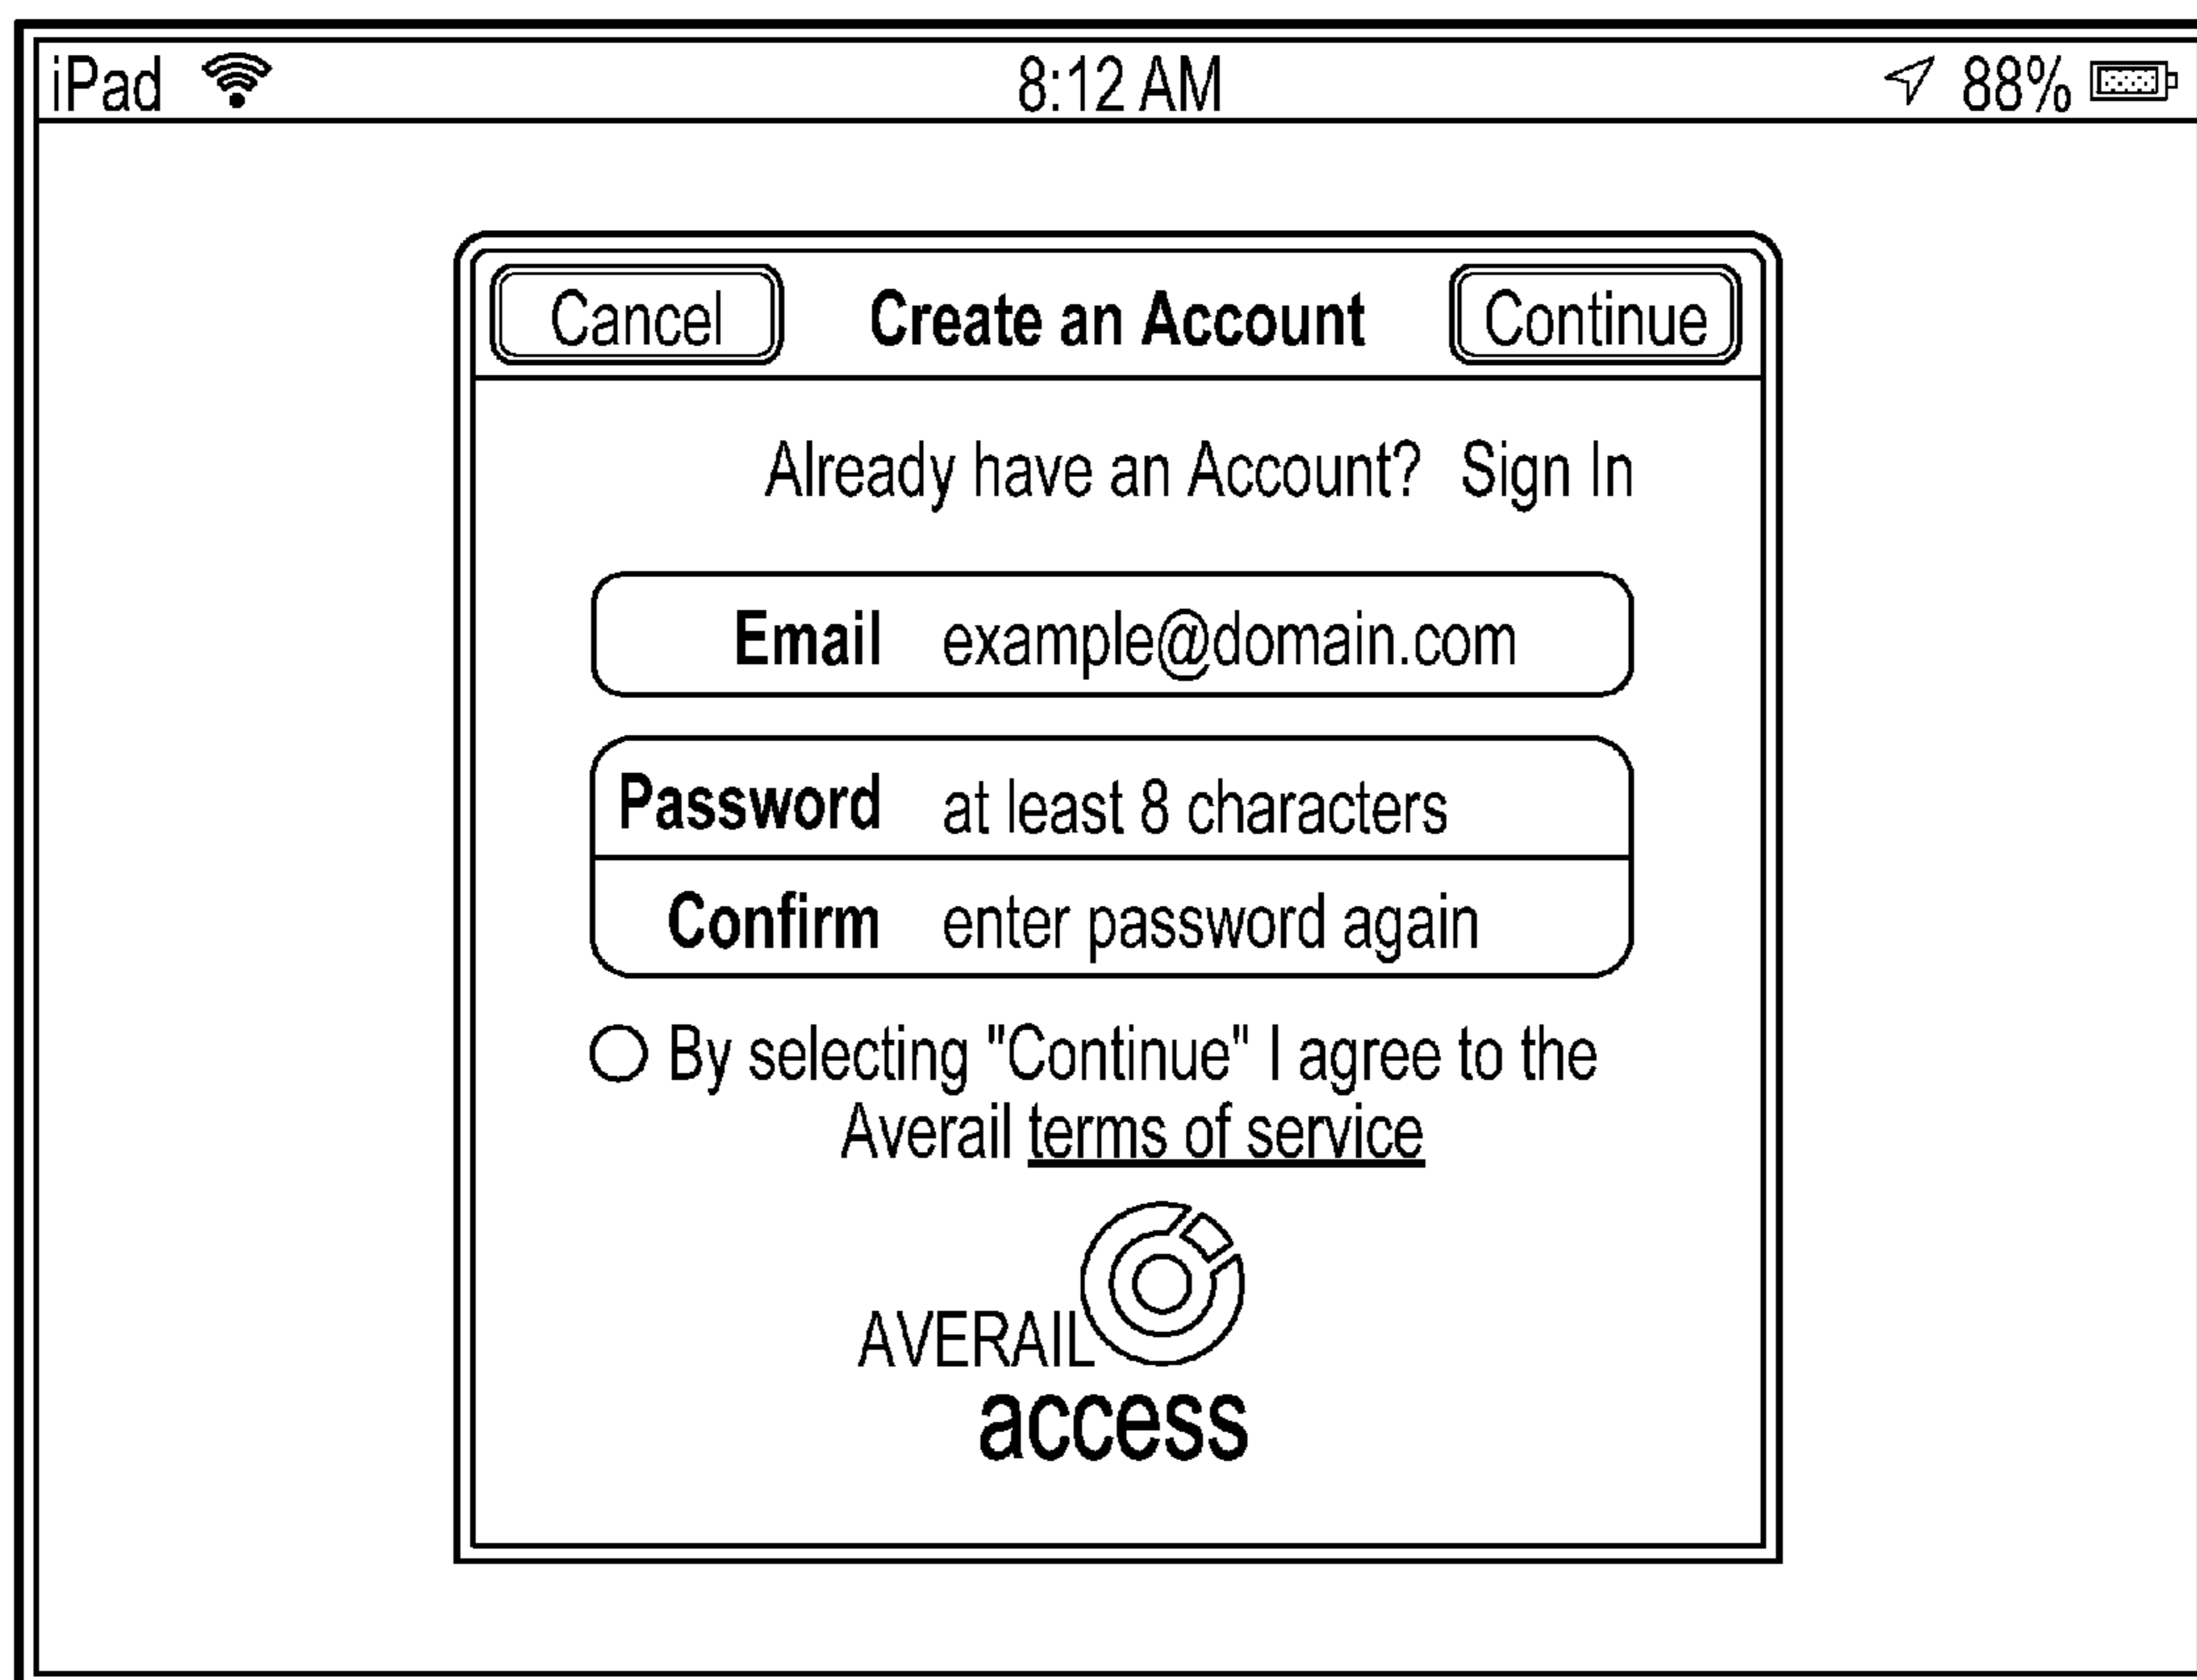 iPad 8:12 AM 88%
Cancel Create an Account Continue
Already have an Account? Sign In
Email example@domain.com
Password at least 8 characters
Confirm enter password again
By selecting "Continue" I agree to the
Averail terms of service
AVERAIL
access